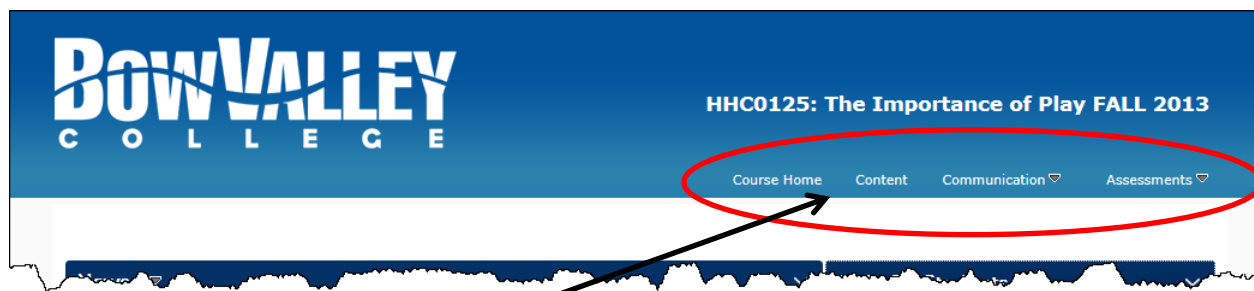 BOW VALLEY
COLLEGE
HHC0125: The Importance of Play FALL 2013
Course Home Content Communication Assessments